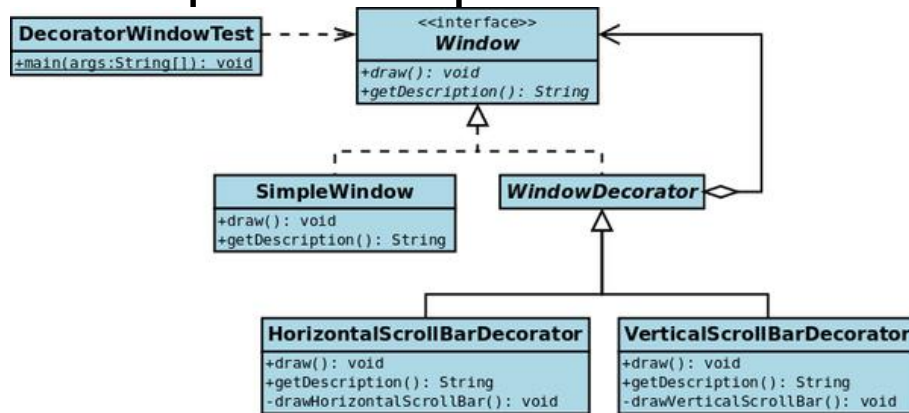 DecoratorWindowTest
+main(args:String[]): void
<<interface>>
Window
+draw(): void
+getDescription(): String
SimpleWindow
+draw(): void
+getDescription(): String
WindowDecorator
HorizontalScrollBarDecorator
+draw(): void
+getDescription(): String
-drawHorizontalScrollBar(): void
VerticalScrollBarDecorator
+draw(): void
+getDescription(): String
-drawVerticalScrollBar(): void